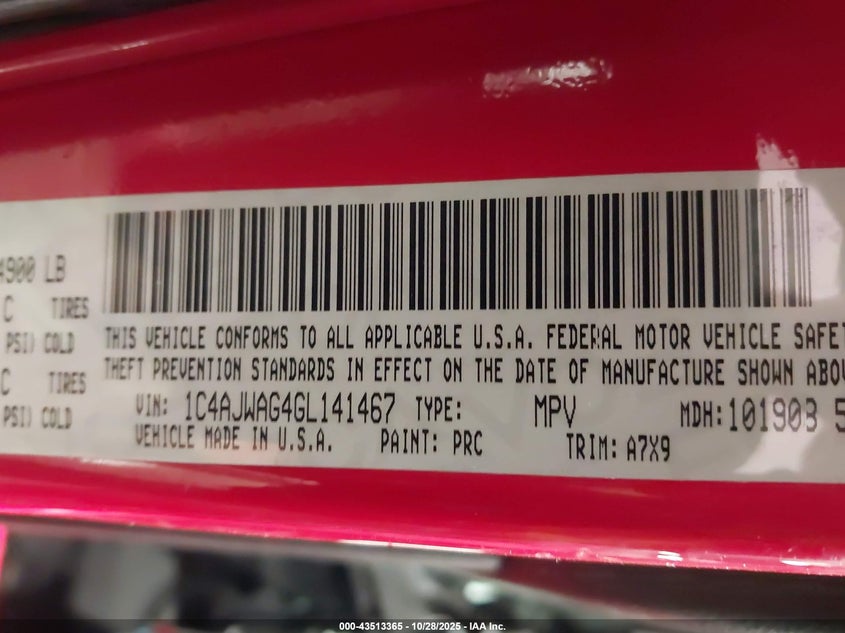 4900 LB
C TIRES
PSI) COLD
C TIRES
PSI) COLD
THIS VEHICLE CONFORMS TO ALL APPLICABLE U.S.A. FEDERAL MOTOR VEHICLE SAFET
THEFT PREVENTION STANDARDS IN EFFECT ON THE DATE OF MANUFACTURE SHOWN ABOV
VIN: 1C4AJWAG4GL141467 TYPE: MPV MDH: 101903 5
VEHICLE MADE IN U.S.A. PAINT: PRC TRIM: A7X9
000-43513365 - 10/28/2025 - IAA Inc.